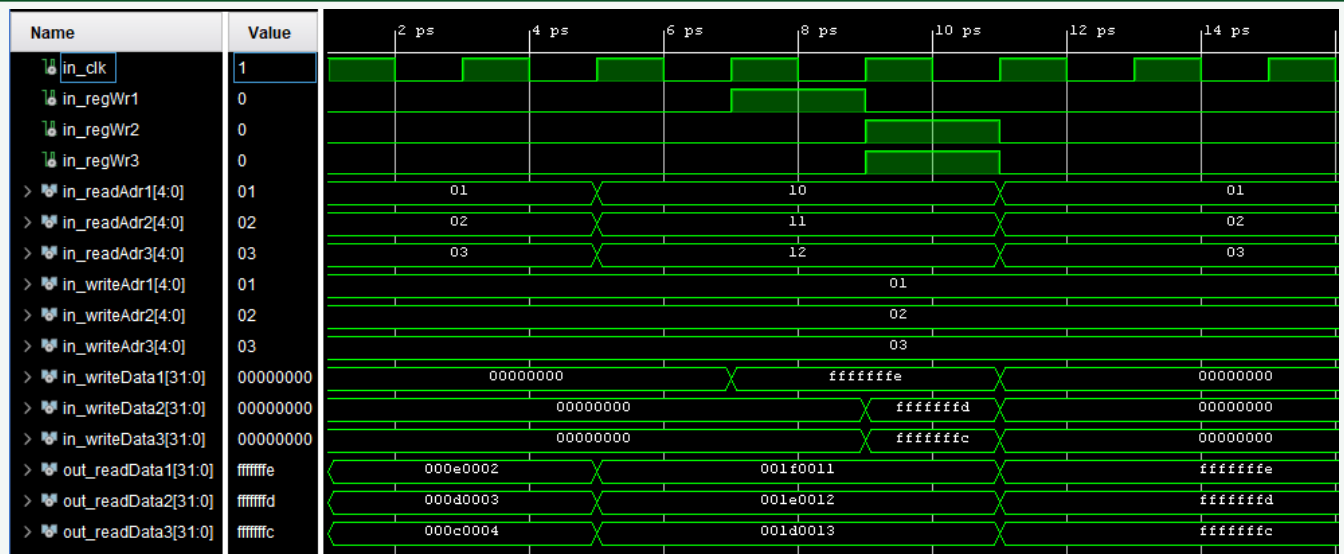 Name Value 2 ps 4 ps 6 ps 8 ps 10 ps 12 ps 14 ps
in_clk 1
in_regWr1 0
in_regWr2 0
in_regWr3 0
in_readAdr1[4:0] 01 01 10 01
in_readAdr2[4:0] 02 02 11 02
in_readAdr3[4:0] 03 03 12 03
in_writeAdr1[4:0] 01 01
in_writeAdr2[4:0] 02 02
in_writeAdr3[4:0] 03 03
in_writeData1[31:0] 00000000 00000000 fffffffe 00000000
in_writeData2[31:0] 00000000 00000000 fffffffd 00000000
in_writeData3[31:0] 00000000 00000000 fffffffc 00000000
out_readData1[31:0] fffffffe 000e0002 001f0011 fffffffe
out_readData2[31:0] fffffffd 000d0003 001e0012 fffffffd
out_readData3[31:0] fffffffc 000c0004 001d0013 fffffffc